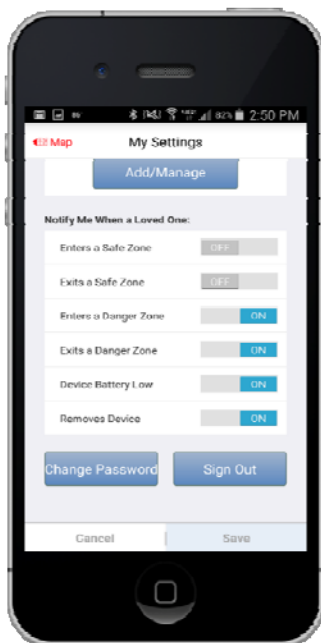 82% 2:50 PM
Map My Settings
Add/Manage
Notify Me When a Loved One:
Enters a Safe Zone OFF
Exits a Safe Zone OFF
Enters a Danger Zone ON
Exits a Danger Zone ON
Device Battery Low ON
Removes Device ON
Change Password Sign Out
Cancel Save